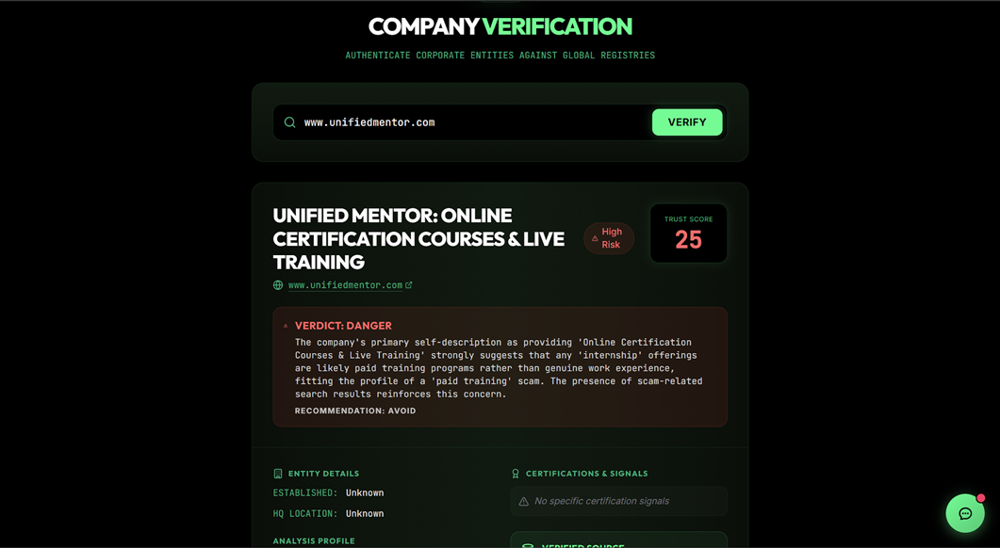 COMPANY VERIFICATION
AUTHENTICATE CORPORATE ENTITIES AGAINST GLOBAL REGISTRIES
www.unifiedmentor.com
VERIFY
UNIFIED MENTOR: ONLINE
CERTIFICATION COURSES & LIVE
TRAINING
High
Risk
TRUST SCORE
25
www.unifiedmentor.com
VERDICT: DANGER
The company's primary self-description as providing 'Online Certification
Courses & Live Training' strongly suggests that any 'internship' offerings
are likely paid training programs rather than genuine work experience,
fitting the profile of a 'paid training' scam. The presence of scam-related
search results reinforces this concern.
RECOMMENDATION: AVOID
ENTITY DETAILS
ESTABLISHED: Unknown
HQ LOCATION: Unknown
ANALYSIS PROFILE
CERTIFICATIONS & SIGNALS
No specific certification signals
VERIFIED SOURCE